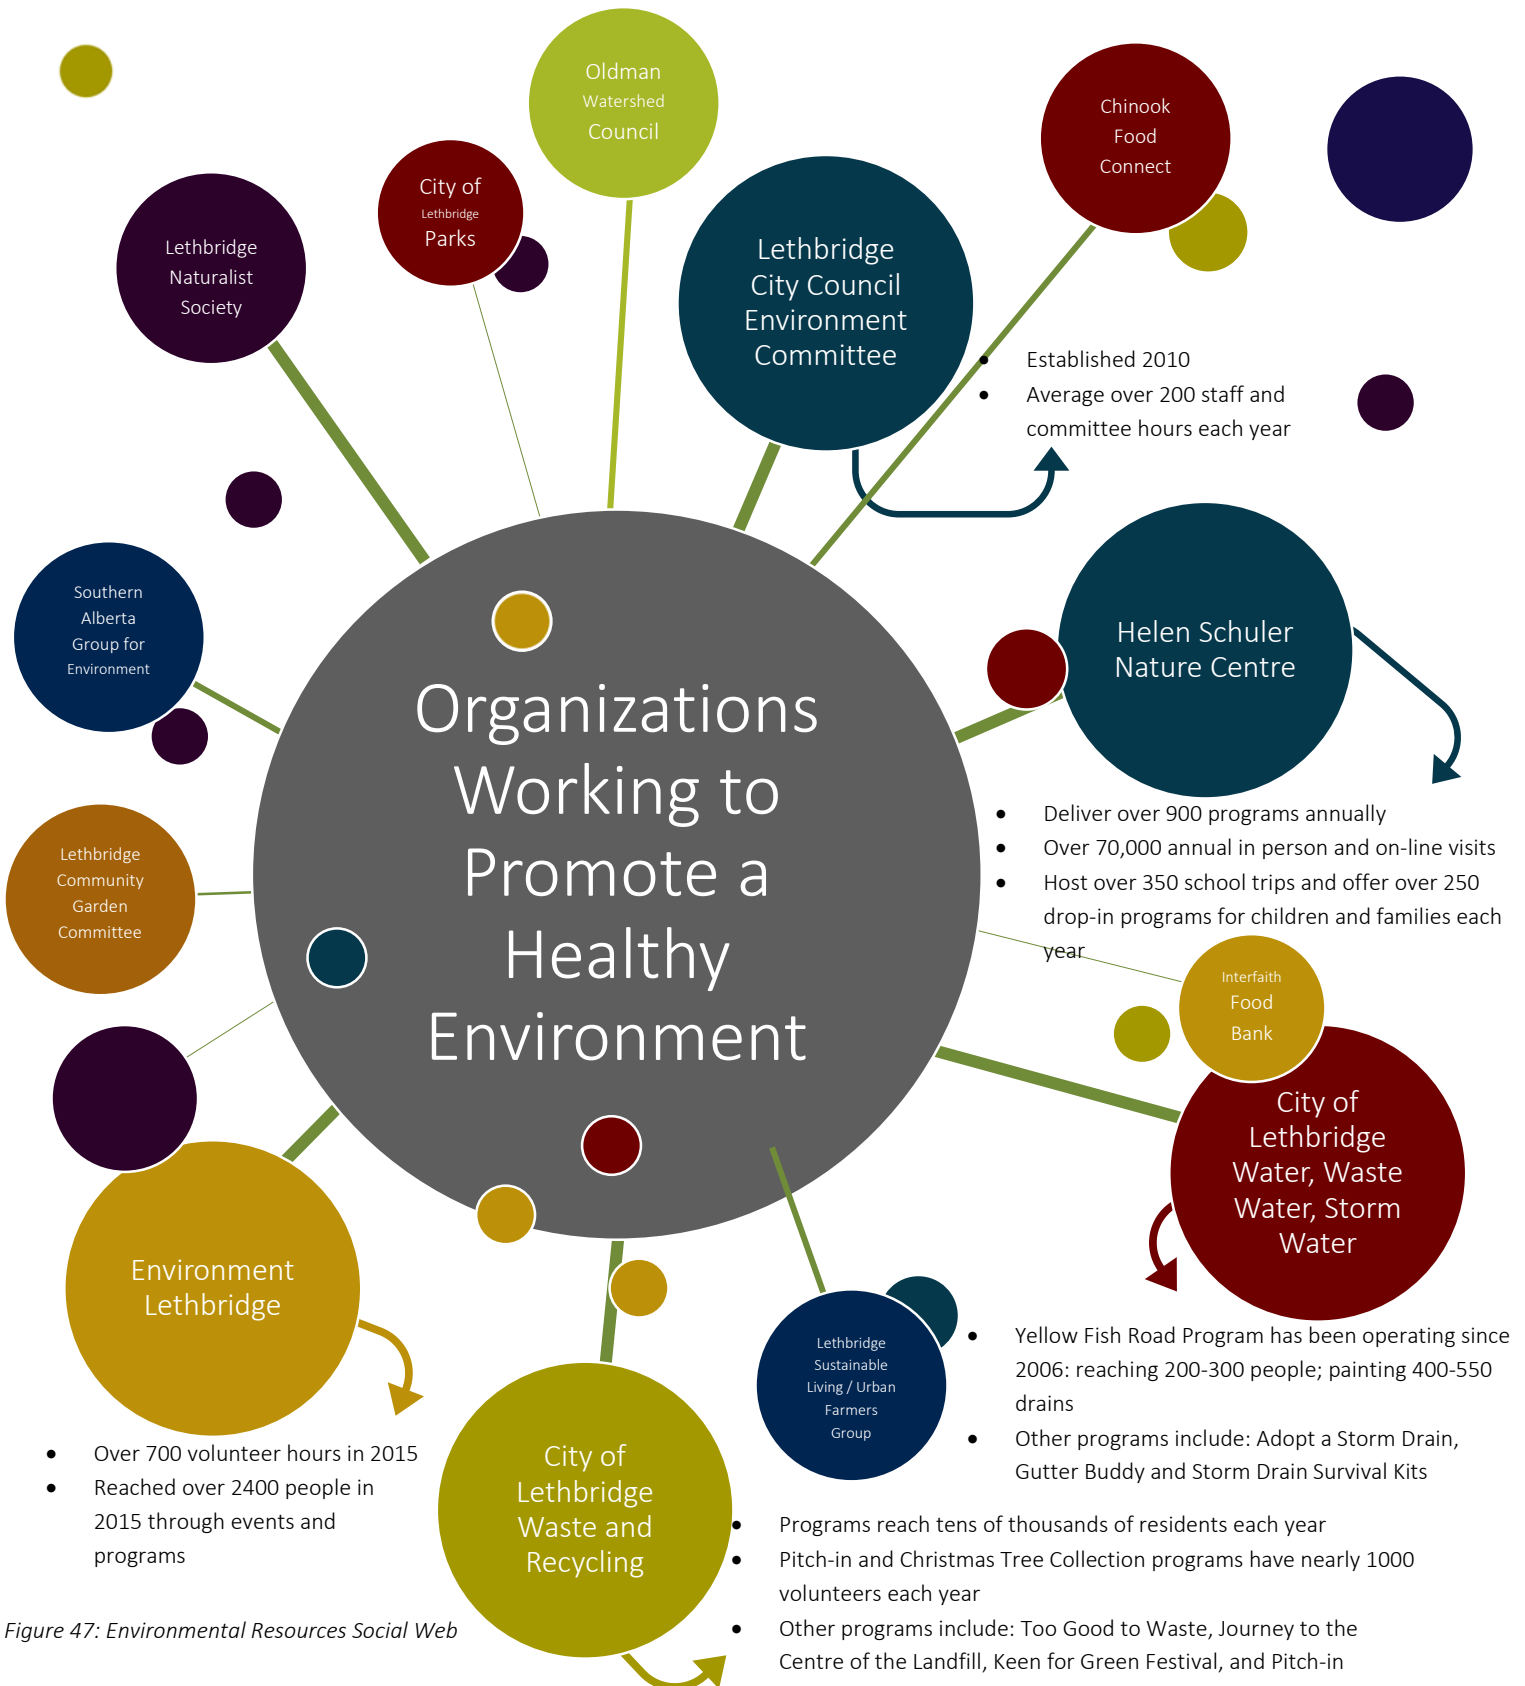 Oldman
Watershed
Council
Chinook
Food
Connect
City of
Lethbridge
Parks
Lethbridge
Naturalist
Society
Lethbridge
City Council
Environment
Committee
• Established 2010
• Average over 200 staff and
committee hours each year
Southern
Alberta
Group for
Environment
Helen Schuler
Nature Centre
Organizations
Working to
Promote a
Healthy
Environment
• Deliver over 900 programs annually
• Over 70,000 annual in person and on-line visits
• Host over 350 school trips and offer over 250
drop-in programs for children and families each
year
Lethbridge
Community
Garden
Committee
Interfaith
Food
Bank
City of
Lethbridge
Water, Waste
Water, Storm
Water
Environment
Lethbridge
Lethbridge
Sustainable
Living / Urban
Farmers
Group
• Yellow Fish Road Program has been operating since
2006: reaching 200-300 people; painting 400-550
drains
• Other programs include: Adopt a Storm Drain,
Gutter Buddy and Storm Drain Survival Kits
• Over 700 volunteer hours in 2015
• Reached over 2400 people in
2015 through events and
programs
City of
Lethbridge
Waste and
Recycling
• Programs reach tens of thousands of residents each year
• Pitch-in and Christmas Tree Collection programs have nearly 1000
volunteers each year
• Other programs include: Too Good to Waste, Journey to the
Centre of the Landfill, Keen for Green Festival, and Pitch-in
Figure 47: Environmental Resources Social Web